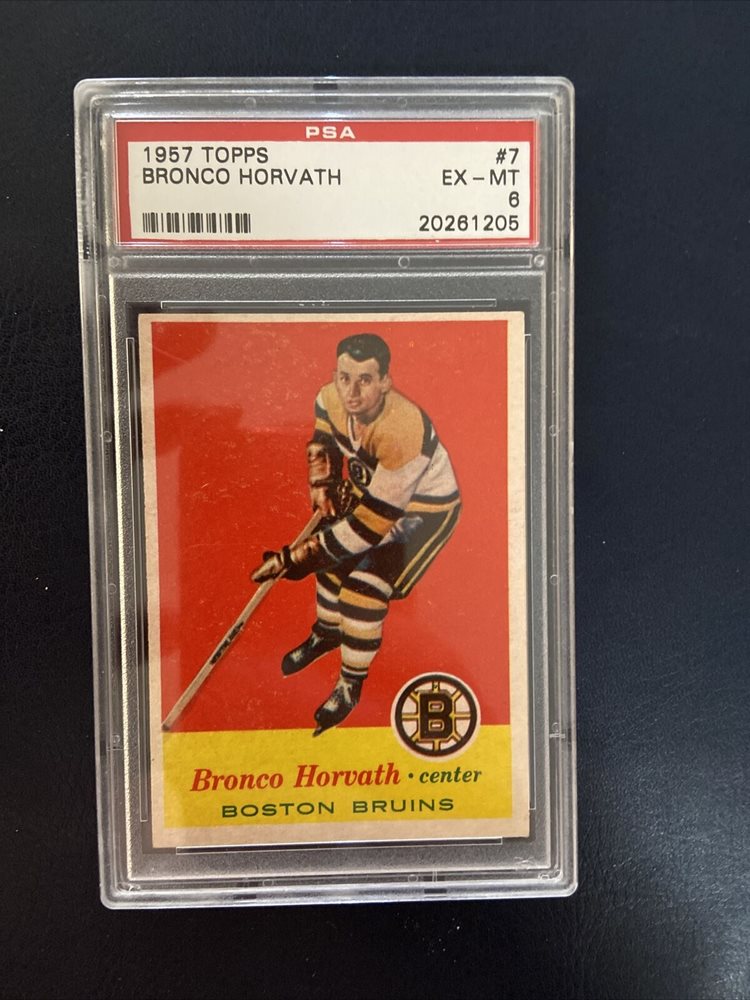 PSA
1957 TOPPS #7
BRONCO HORVATH EX-MT
6
20261205
B
Bronco Horvath • center
BOSTON BRUINS